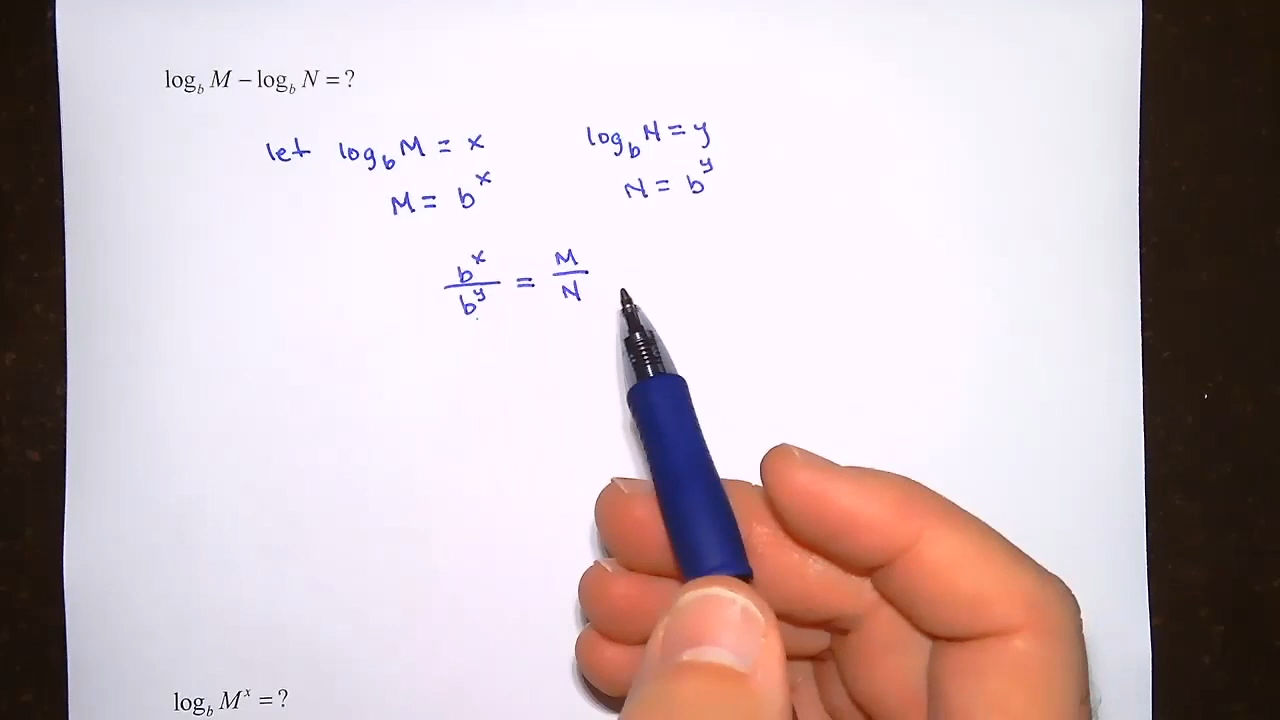 log_b M − log_b N = ?
let log_b M = x log_b N = y
M = b^x N = b^y
b^x / b^y = M / N
log_b M^x = ?